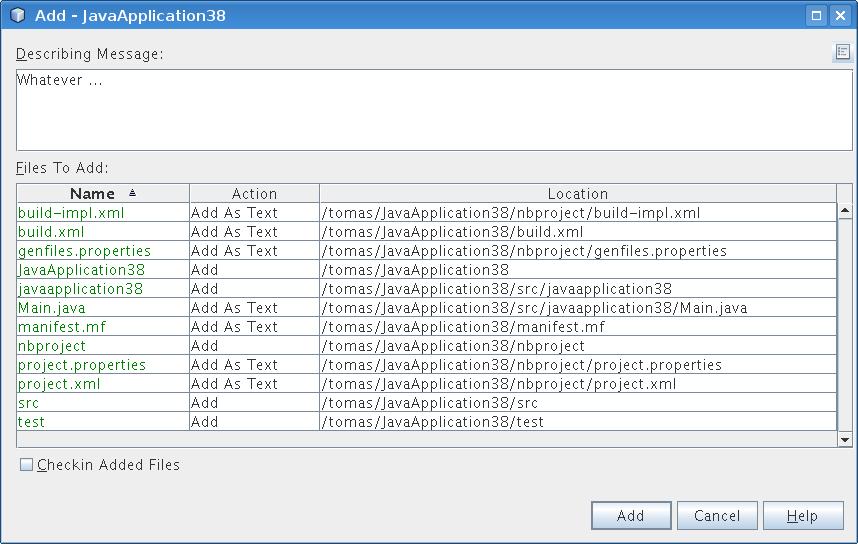 Add - JavaApplication38
Describing Message:
Whatever ...
Files To Add:
Name Action Location
build-impl.xml Add As Text /tomas/JavaApplication38/nbproject/build-impl.xml
build.xml Add As Text /tomas/JavaApplication38/build.xml
genfiles.properties Add As Text /tomas/JavaApplication38/nbproject/genfiles.properties
JavaApplication38 Add /tomas/JavaApplication38
javaapplication38 Add /tomas/JavaApplication38/src/javaapplication38
Main.java Add As Text /tomas/JavaApplication38/src/javaapplication38/Main.java
manifest.mf Add As Text /tomas/JavaApplication38/manifest.mf
nbproject Add /tomas/JavaApplication38/nbproject
project.properties Add As Text /tomas/JavaApplication38/nbproject/project.properties
project.xml Add As Text /tomas/JavaApplication38/nbproject/project.xml
src Add /tomas/JavaApplication38/src
test Add /tomas/JavaApplication38/test
Checkin Added Files
Add Cancel Help